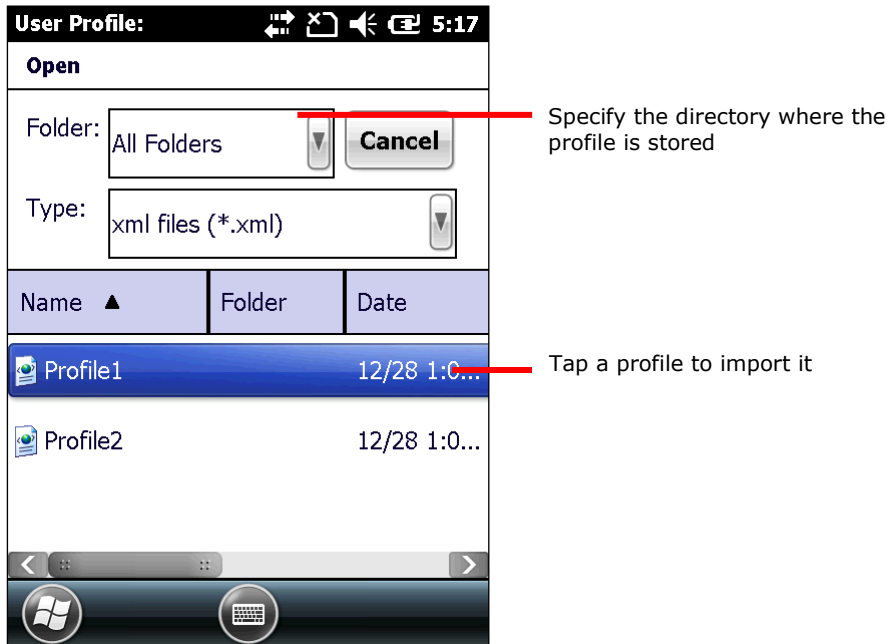 User Profile: 5:17
Open
Folder: All Folders Cancel
Specify the directory where the
profile is stored
Type: xml files (*.xml)
Name ▲ Folder Date
Profile1 12/28 1:0...
Tap a profile to import it
Profile2 12/28 1:0...